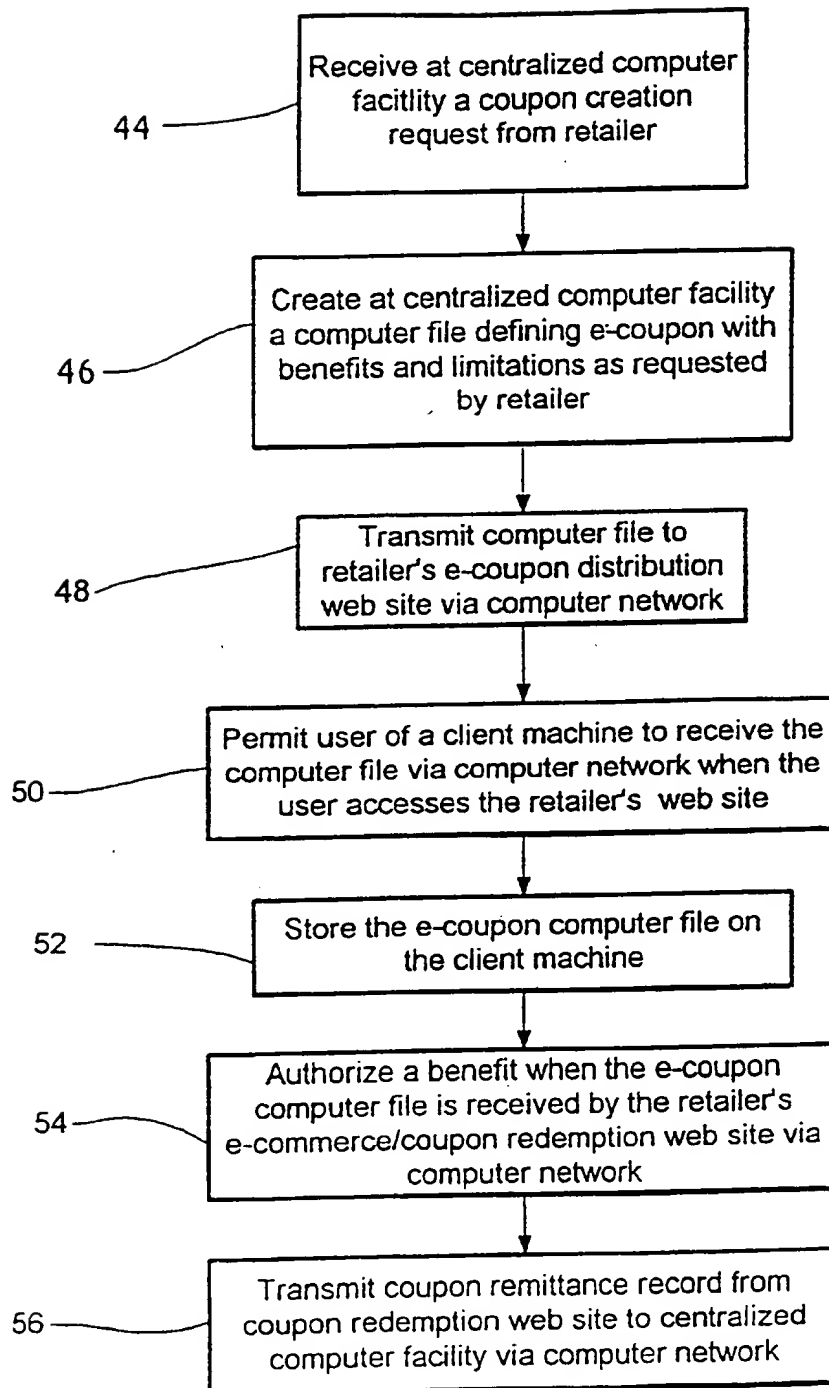 44
Receive at centralized computer
facitlity a coupon creation
request from retailer
46
Create at centralized computer facility
a computer file defining e-coupon with
benefits and limitations as requested
by retailer
48
Transmit computer file to
retailer's e-coupon distribution
web site via computer network
50
Permit user of a client machine to receive the
computer file via computer network when the
user accesses the retailer's web site
52
Store the e-coupon computer file on
the client machine
54
Authorize a benefit when the e-coupon
computer file is received by the retailer's
e-commerce/coupon redemption web site via
computer network
56
Transmit coupon remittance record from
coupon redemption web site to centralized
computer facility via computer network